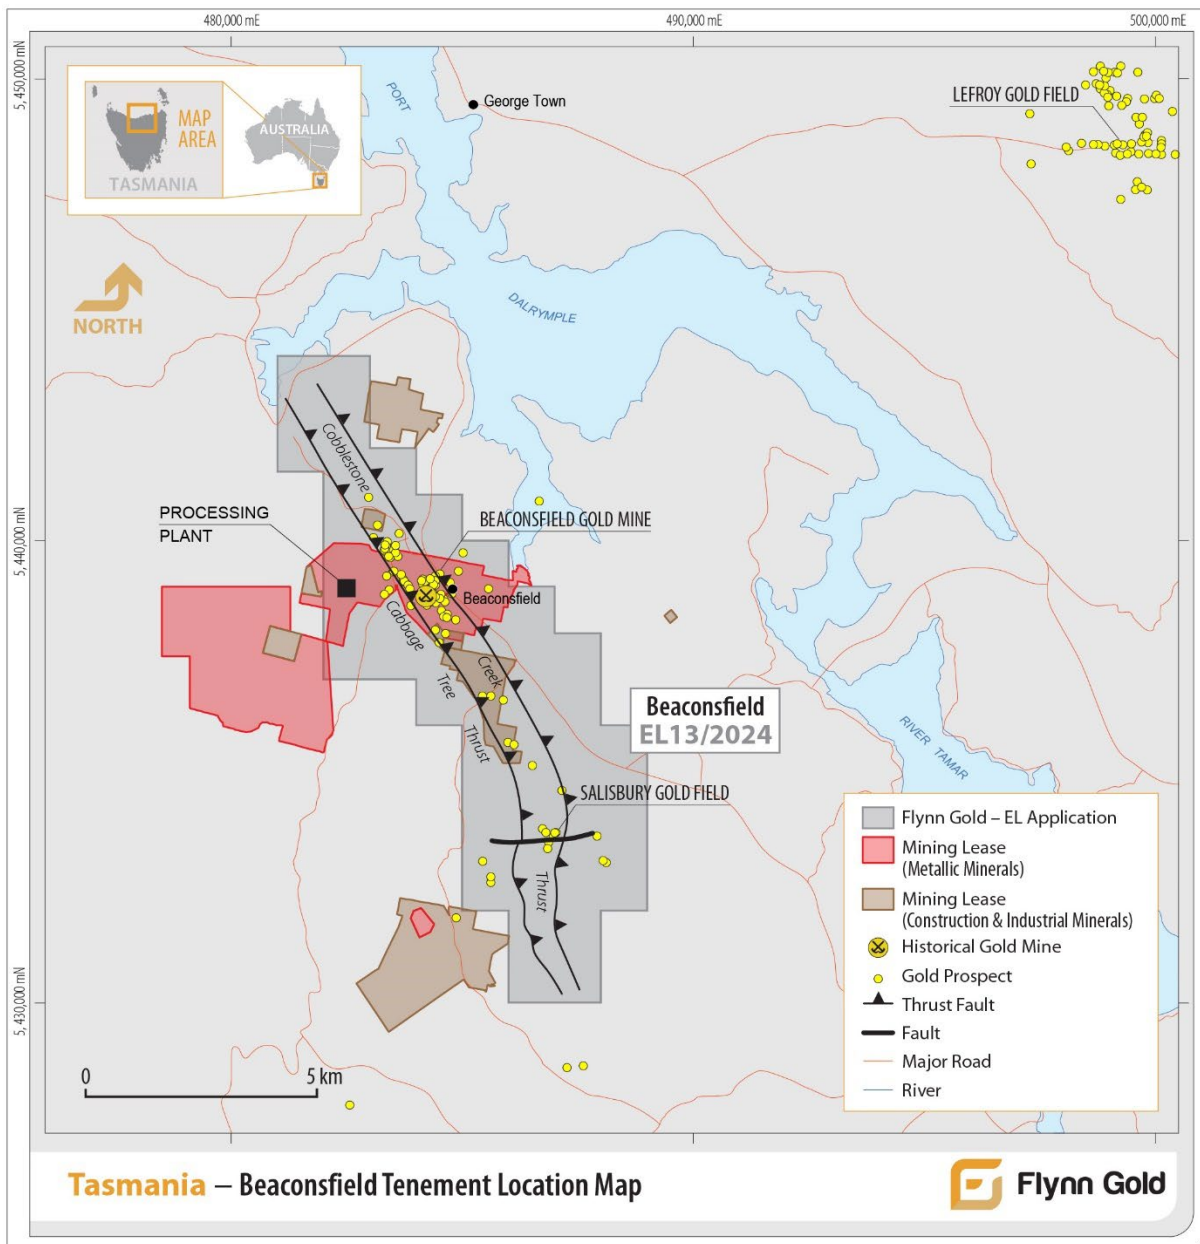 480,000 mE
490,000 mE
500,000 mE
5,450,000 mN
5,440,000 mN
5,430,000 mN
MAP
AREA
TASMANIA
AUSTRALIA
NORTH
PORT
DALRYMPLE
George Town
LEFROY GOLD FIELD
Cobblestone
Creek
Thrust
PROCESSING
PLANT
BEACONSFIELD GOLD MINE
Beaconsfield
Cabbage
Tree
Thrust
Beaconsfield
EL13/2024
SALISBURY GOLD FIELD
RIVER TAMAR
Flynn Gold – EL Application
Mining Lease
(Metallic Minerals)
Mining Lease
(Construction & Industrial Minerals)
Historical Gold Mine
Gold Prospect
Thrust Fault
Fault
Major Road
River
0
5 km
Tasmania – Beaconsfield Tenement Location Map
Flynn Gold